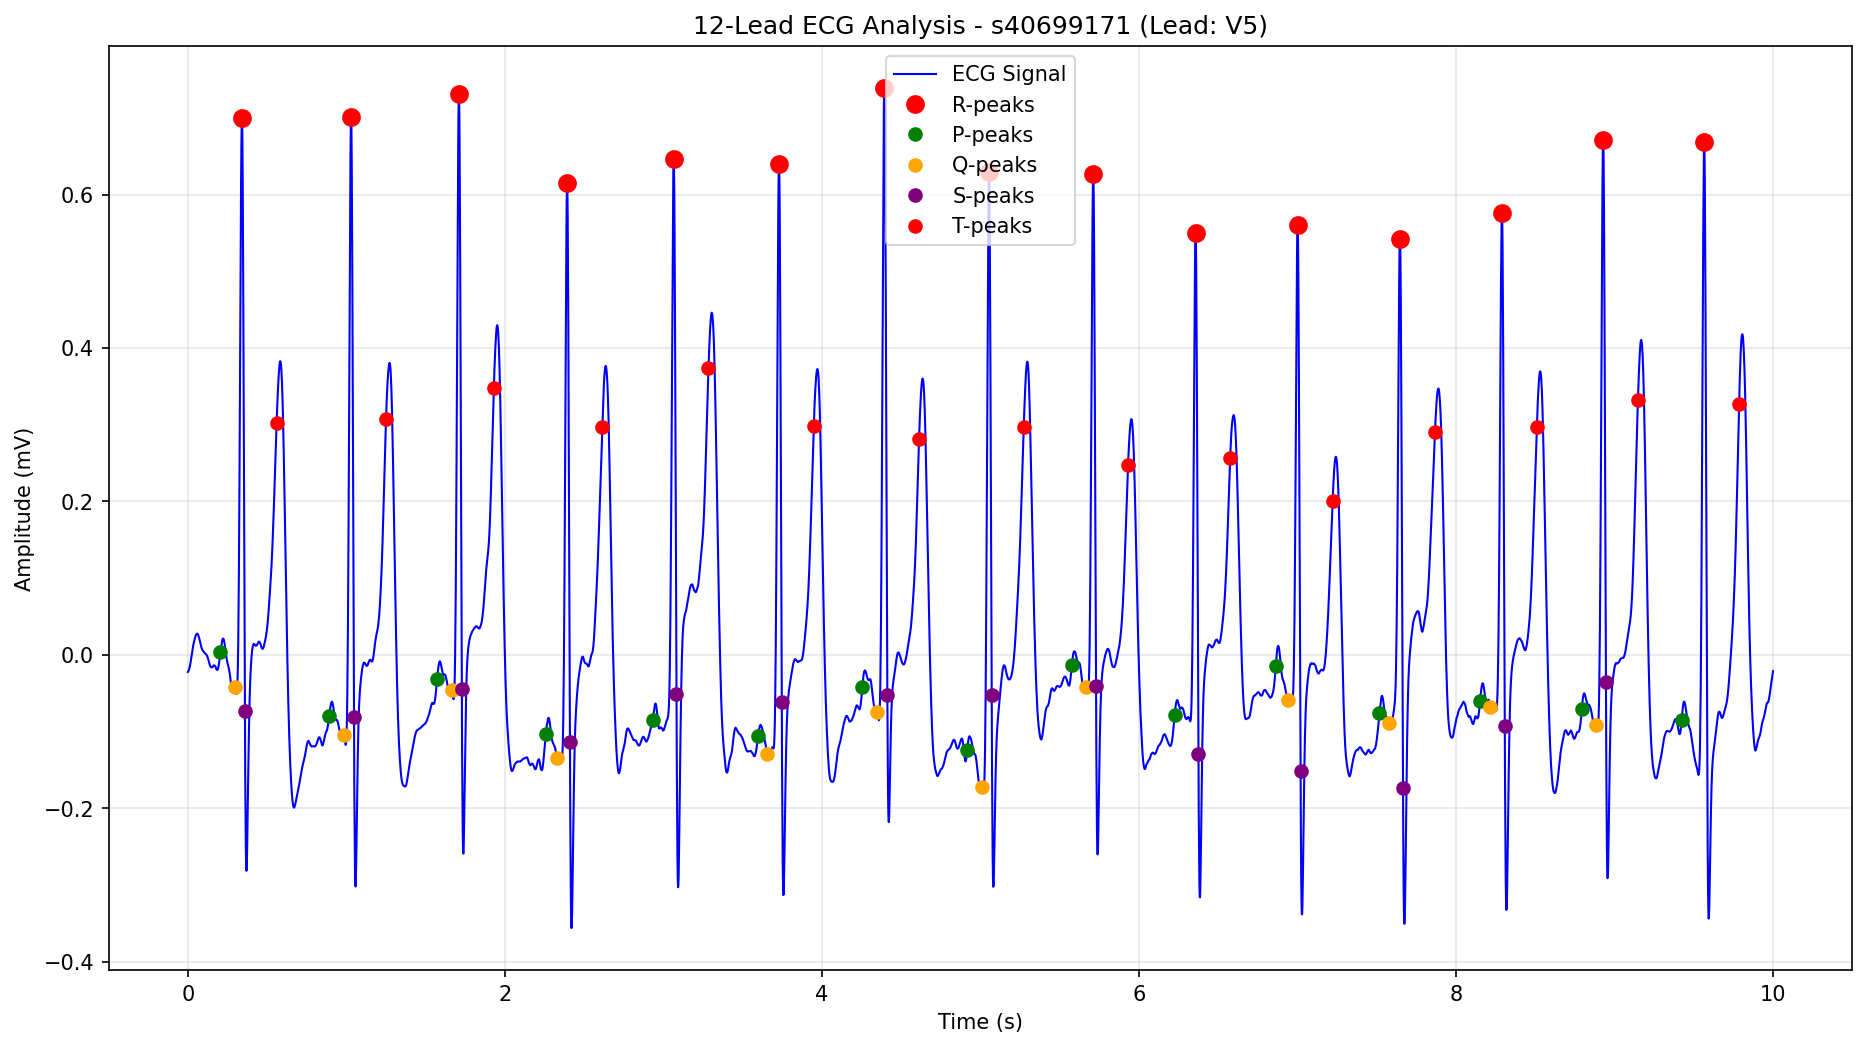 12-Lead ECG Analysis - s40699171 (Lead: V5)
ECG Signal
R-peaks
P-peaks
Q-peaks
S-peaks
T-peaks
Amplitude (mV)
0.6
0.4
0.2
0.0
−0.2
−0.4
0 2 4 6 8 10
Time (s)